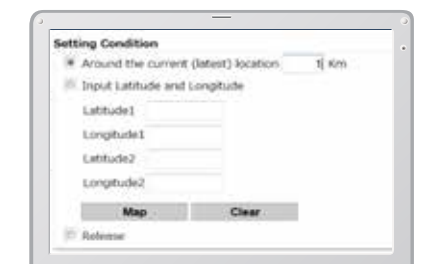 Setting Condition
Around the current (latest) location 1 Km
Input Latitude and Longitude
Latitude1
Longitude1
Latitude2
Longitude2
Map Clear
Release